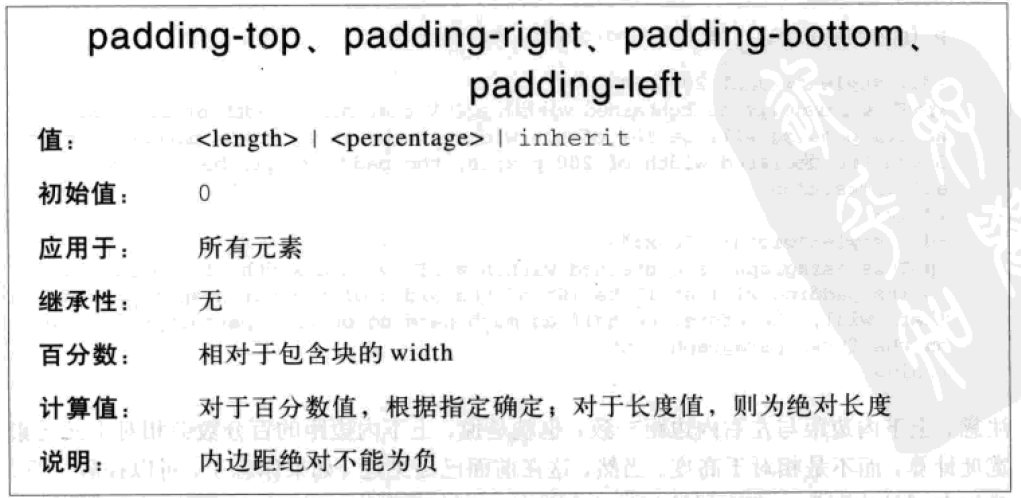 padding-top、padding-right、padding-bottom、
padding-left
值： <length> | <percentage> | inherit
初始值： 0
应用于： 所有元素
继承性： 无
百分数： 相对于包含块的 width
计算值： 对于百分数值，根据指定确定；对于长度值，则为绝对长度
说明： 内边距绝对不能为负